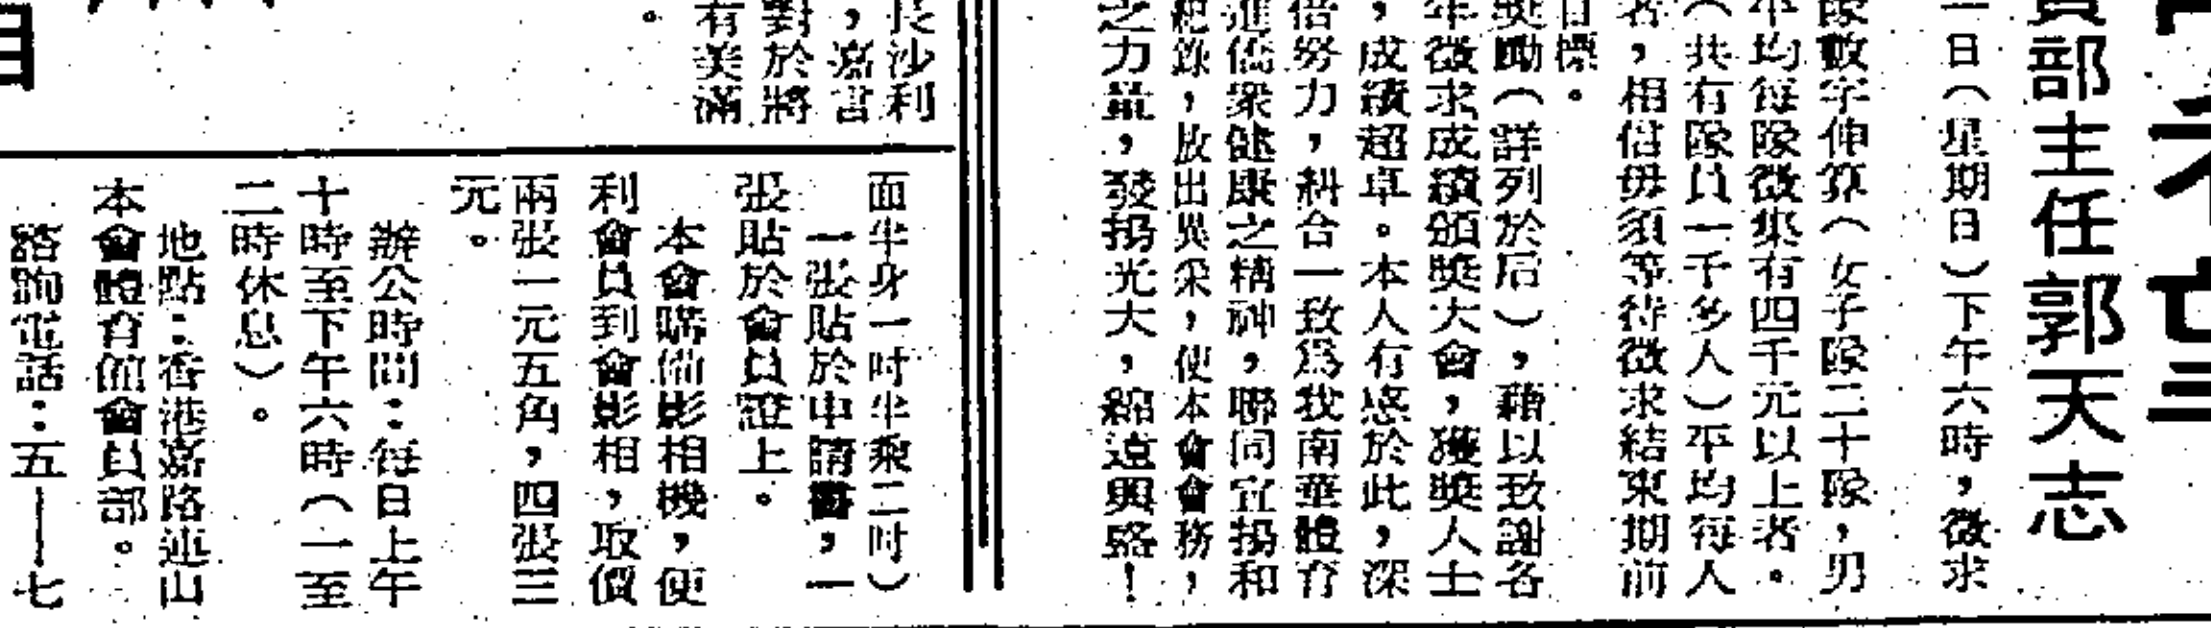 責部主任郭天志
一日（星期日）下午六時，徵求
隊數字伸算（女子隊二十隊，男
平均每隊徵集有四千元以上者。
（共有隊員一千多人）平均每人
者，相信毋須等待徵求結束期前
目標。
獎勵（詳列於后），藉以致謝各
年徵求成績頒獎大會，獲獎人士
，成績超卓。本人有感於此，深
倍努力，糾合一致爲我南華體育
進僑衆健康之精神，聯同宜揚和
紀錄，放出異采，使本會會務，
之力量，發揚光大，綿遠興盛！
長沙利
，嘉言
對於將
有美滿
。
面半身一吋半乘二吋）
一張貼於申請書，一
張貼於會員證上。
本會購備影相機，便
利會員到會影相，取價
兩張一元五角，四張三
元。
辦公時間：每日上午
十時至下午六時（一至
二時休息）。
地點：香港嘉路連山
本會體育館會員部。
諮詢電話：五——七
相